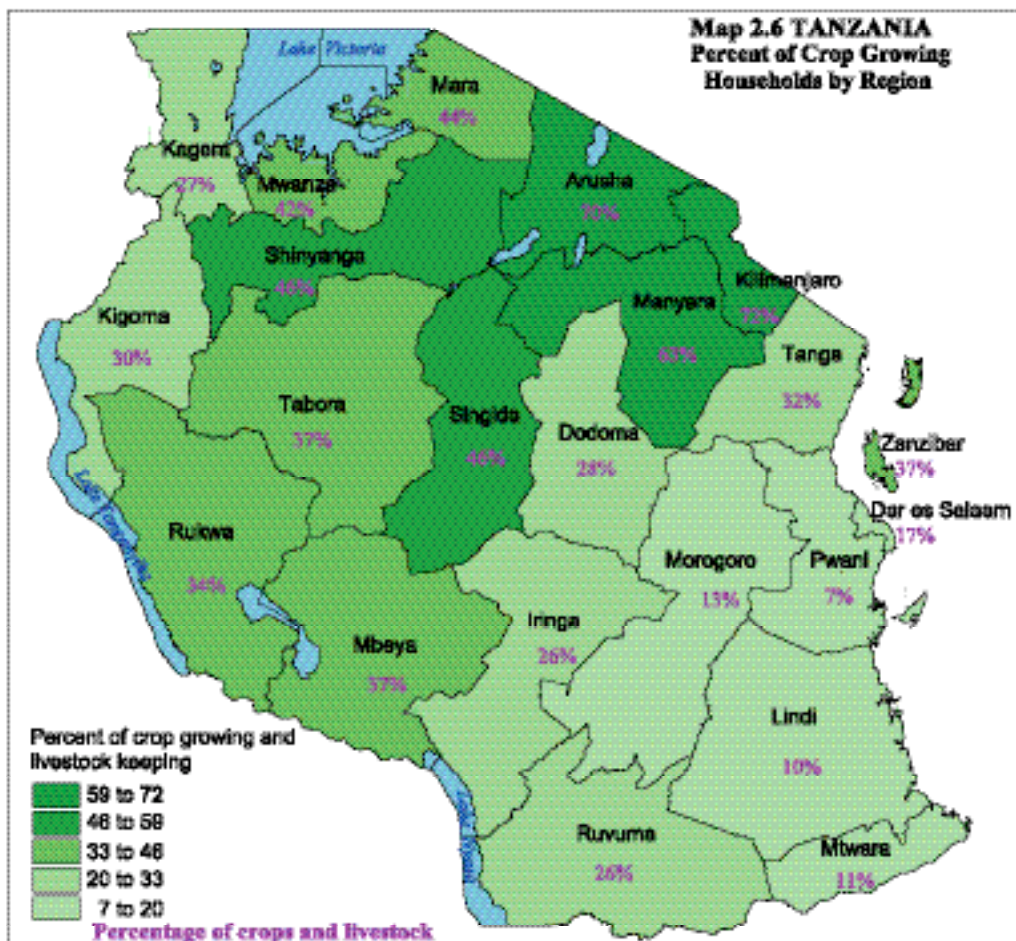 Map 2.6 TANZANIA
Percent of Crop Growing
Households by Region
Lake Victoria
Mara
44%
Kagera
27%
Mwanza
42%
Arusha
70%
Shinyanga
46%
Kilimanjaro
72%
Manyara
63%
Kigoma
30%
Tanga
32%
Tabora
37%
Singida
46%
Dodoma
28%
Zanzibar
37%
Dar es Salaam
17%
Lake
Rukwa
34%
Morogoro
13%
Pwani
7%
Iringa
26%
Mbeya
37%
Lindi
10%
Lake
Ruvuma
26%
Mtwara
11%
Percent of crop growing and
livestock keeping
59 to 72
46 to 59
33 to 46
20 to 33
7 to 20
Percentage of crops and livestock